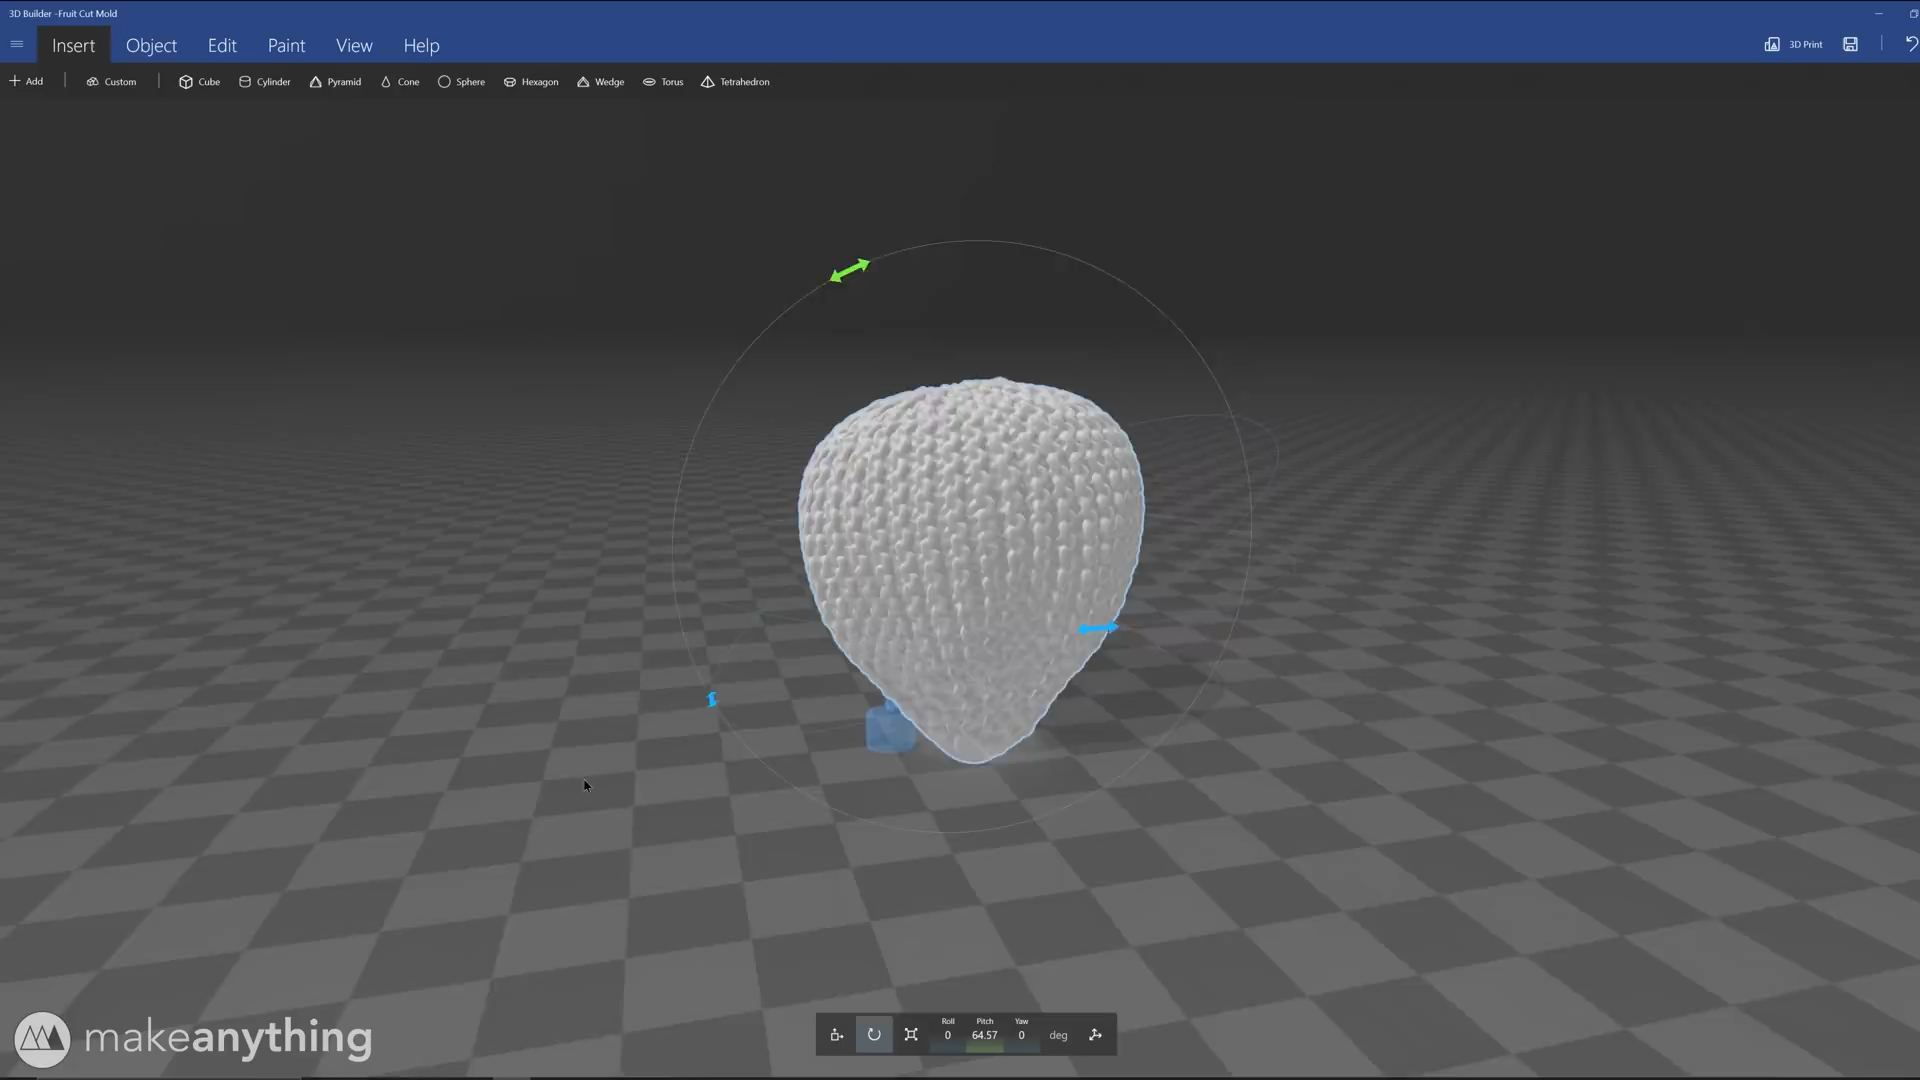 3D Builder -Fruit Cut Mold
Insert Object Edit Paint View Help
3D Print
Add Custom Cube Cylinder Pyramid Cone Sphere Hexagon Wedge Torus Tetrahedron
Roll Pitch Yaw
0 64.57 0 deg
makeanything